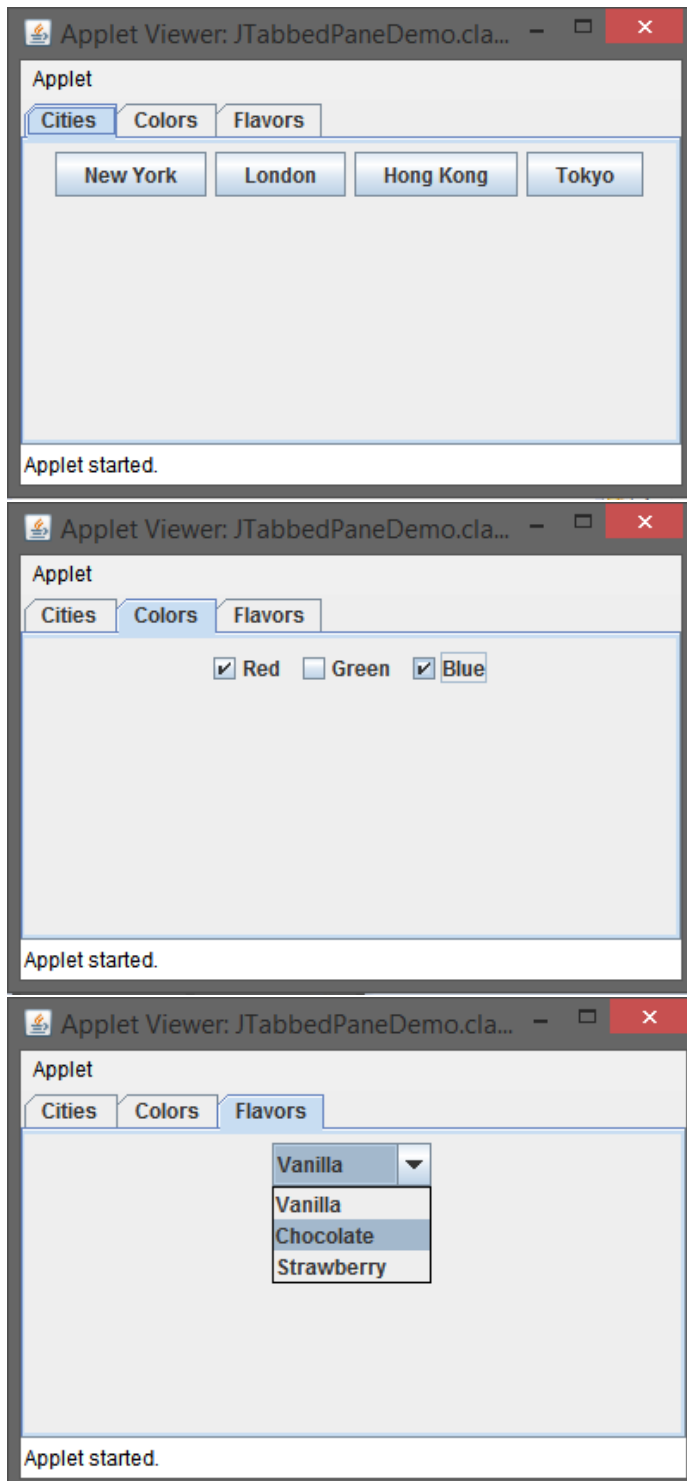 Applet Viewer: JTabbedPaneDemo.cla...
Applet
Cities Colors Flavors
New York London Hong Kong Tokyo
Applet started.
Applet Viewer: JTabbedPaneDemo.cla...
Applet
Cities Colors Flavors
Red Green Blue
Applet started.
Applet Viewer: JTabbedPaneDemo.cla...
Applet
Cities Colors Flavors
Vanilla
Vanilla
Chocolate
Strawberry
Applet started.